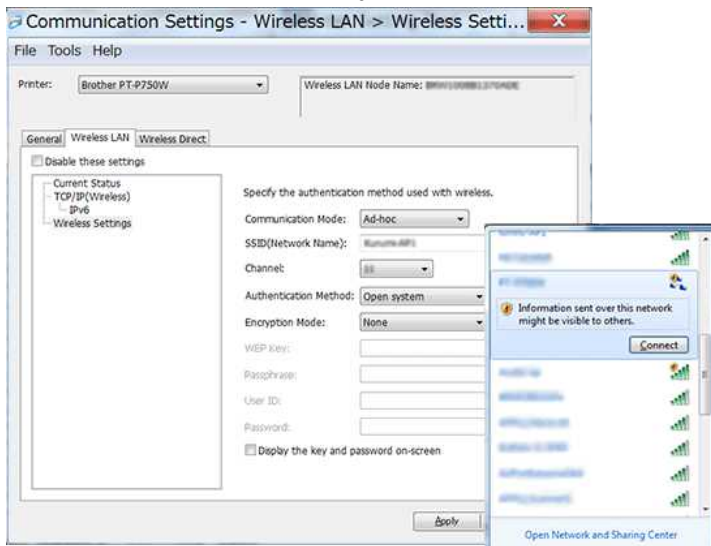 Communication Settings - Wireless LAN > Wireless Setti...
File Tools Help
Printer: Brother PT-P750W
Wireless LAN Node Name:
General Wireless LAN Wireless Direct
Disable these settings
Current Status
TCP/IP(Wireless)
IPv6
Wireless Settings
Specify the authentication method used with wireless.
Communication Mode: Ad-hoc
SSID(Network Name):
Channel:
Authentication Method: Open system
Encryption Mode: None
WEP Key:
Passphrase:
User ID:
Password:
Display the key and password on-screen
Apply
Information sent over this network
might be visible to others.
Connect
Open Network and Sharing Center